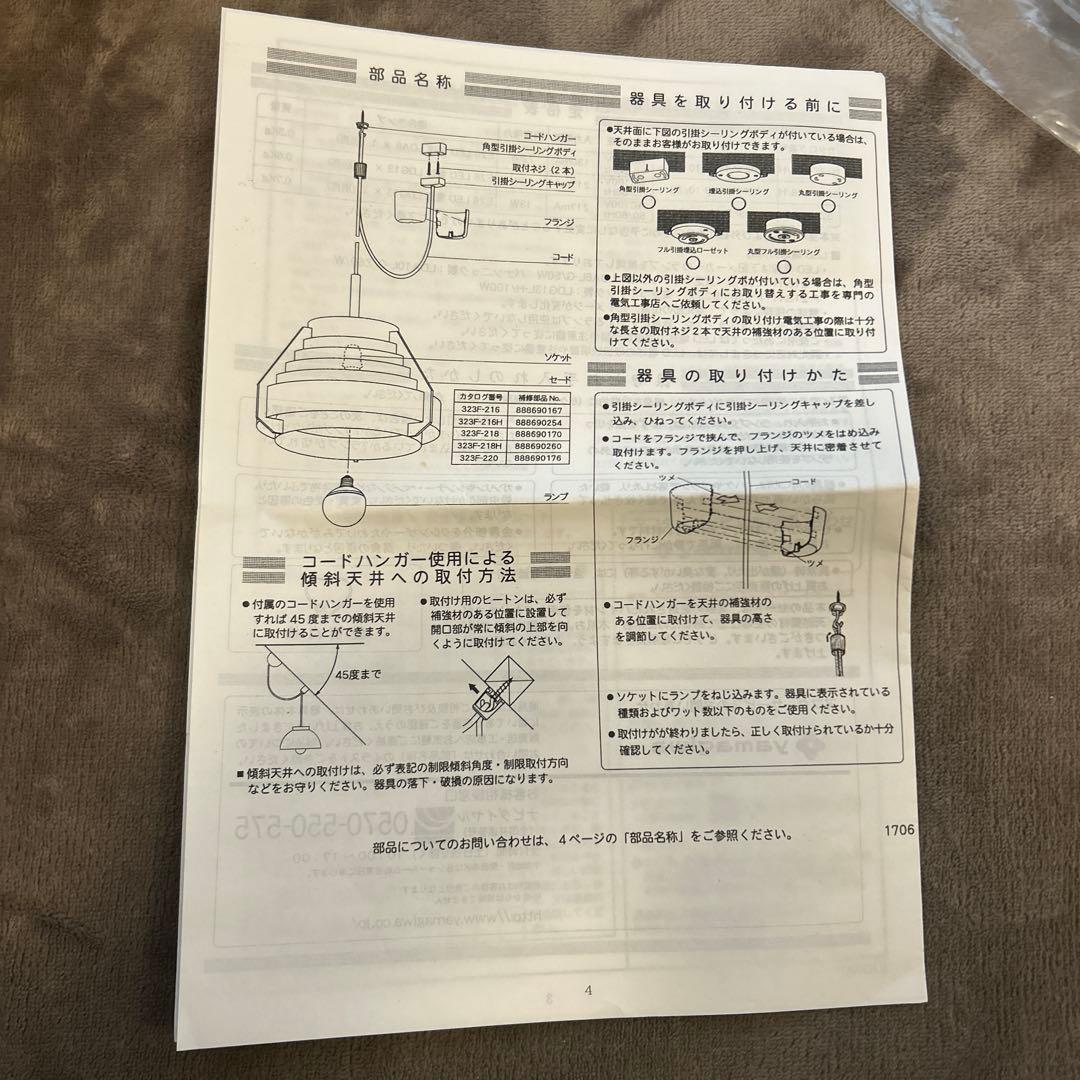 部品名称
コードハンガー
角型引掛シーリングボディ
取付ネジ（2本）
引掛シーリングキャップ
フランジ
コード
ソケット
セード
カタログ番号 補修部品No.
323F-216 888690167
323F-216H 888690254
323F-218 888690170
323F-218H 888690260
323F-220 888690176
ランプ
コードハンガー使用による
傾斜天井への取付方法
●付属のコードハンガーを使用
すれば45度までの傾斜天井
に取付けることができます。
45度まで
●取付け用のヒートンは、必ず
補強材のある位置に設置して
開口部が常に傾斜の上部を向
くように取付けてください。
■傾斜天井への取付けは、必ず表記の制限傾斜角度・制限取付方向
などをお守りください。器具の落下・破損の原因になります。
器具を取り付ける前に
●天井面に下図の引掛シーリングボディが付いている場合は、
そのままお客様がお取り付けできます。
角型引掛シーリング 埋込引掛シーリング 丸型引掛シーリング
フル引掛埋込ローゼット 丸型フル引掛シーリング
●上図以外の引掛シーリングボが付いている場合は、角型
引掛シーリングボディにお取り替えする工事を専門の
電気工事店へご依頼してください。
●角型引掛シーリングボディの取り付け電気工事の際は十分
な長さの取付ネジ2本で天井の補強材のある位置に取り付
けてください。
器具の取り付けかた
●引掛シーリングボディに引掛シーリングキャップを差し
込み、ひねってください。
●コードをフランジで挟んで、フランジのツメをはめ込み
取付けます。フランジを押し上げ、天井に密着させて
ください。
ツメ
コード
フランジ
ツメ
●コードハンガーを天井の補強材の
ある位置に取付けて、器具の高さ
を調節してください。
●ソケットにランプをねじ込みます。器具に表示されている
種類およびワット数以下のものをご使用ください。
●取付けがが終わりましたら、正しく取付けられているか十分
確認してください。
部品についてのお問い合わせは、4ページの「部品名称」をご参照ください。
1706
4